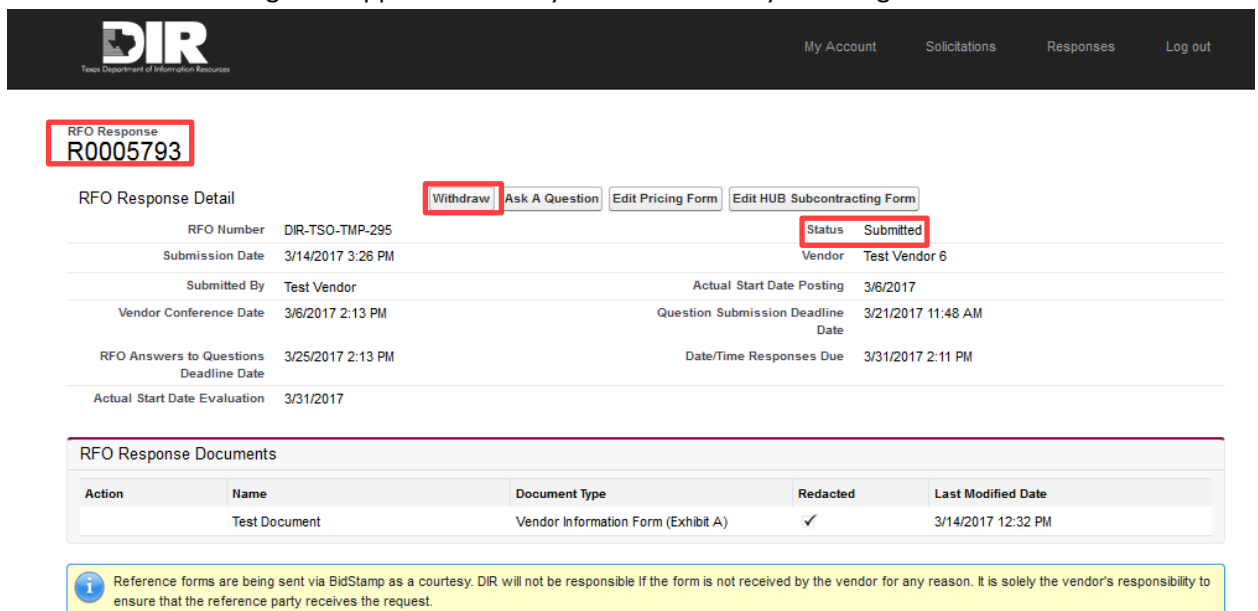 DIR
Texas Department of Information Resources
My Account Solicitations Responses Log out
RFO Response
R0005793
RFO Response Detail Withdraw Ask A Question Edit Pricing Form Edit HUB Subcontracting Form
RFO Number DIR-TSO-TMP-295 Status Submitted
Submission Date 3/14/2017 3:26 PM Vendor Test Vendor 6
Submitted By Test Vendor Actual Start Date Posting 3/6/2017
Vendor Conference Date 3/6/2017 2:13 PM Question Submission Deadline 3/21/2017 11:48 AM
Date
RFO Answers to Questions 3/25/2017 2:13 PM Date/Time Responses Due 3/31/2017 2:11 PM
Deadline Date
Actual Start Date Evaluation 3/31/2017
RFO Response Documents
Action Name Document Type Redacted Last Modified Date
Test Document Vendor Information Form (Exhibit A) ✓ 3/14/2017 12:32 PM
Reference forms are being sent via BidStamp as a courtesy. DIR will not be responsible If the form is not received by the vendor for any reason. It is solely the vendor's responsibility to
ensure that the reference party receives the request.